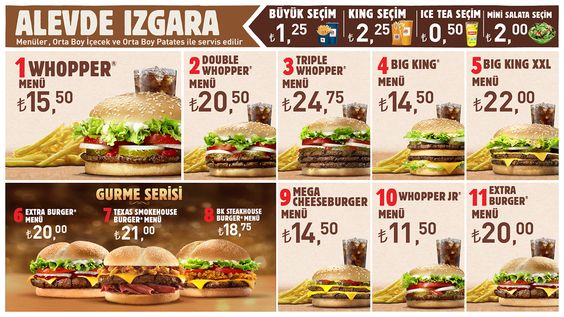 ALEVDE IZGARA
Menüler, Orta Boy İçecek ve Orta Boy Patates ile servis edilir
BÜYÜK SEÇİM
₺1,25
KING SEÇİM
₺2,25
ICE TEA SEÇİM
₺0,50
MİNİ SALATA SEÇİM
₺2,00
1 WHOPPER®
MENÜ
₺15,50
2 DOUBLE
WHOPPER®
MENÜ
₺20,50
3 TRIPLE
WHOPPER®
MENÜ
₺24,75
4 BIG KING®
MENÜ
₺14,50
5 BIG KING XXL
MENÜ
₺22,00
GURME SERİSİ
6 EXTRA BURGER®
MENÜ
₺20,00
7 TEXAS SMOKEHOUSE
BURGER® MENÜ
₺21,00
8 BK STEAKHOUSE
BURGER® MENÜ
₺18,75
9 MEGA
CHEESEBURGER
MENÜ
₺14,50
10 WHOPPER JR®
MENÜ
₺11,50
11 EXTRA
BURGER®
MENÜ
₺20,00